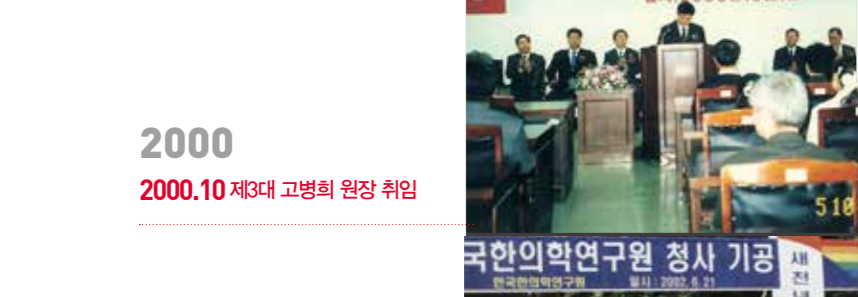 2000
2000.10 제3대 고병희 원장 취임
510
국한의학연구원 청사 기공
한국한의학연구원 일시 : 2002. 6. 21
새
전